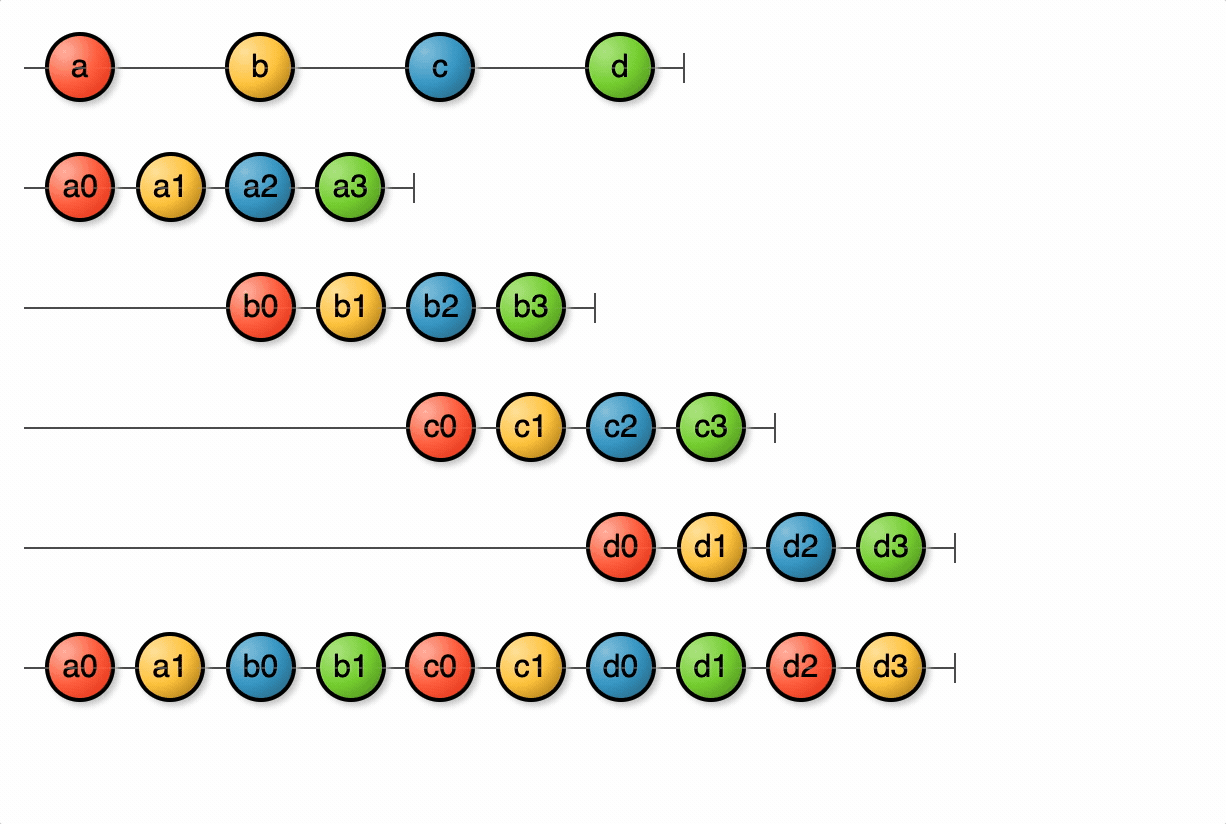 a b c d
a0 a1 a2 a3
b0 b1 b2 b3
c0 c1 c2 c3
d0 d1 d2 d3
a0 a1 b0 b1 c0 c1 d0 d1 d2 d3